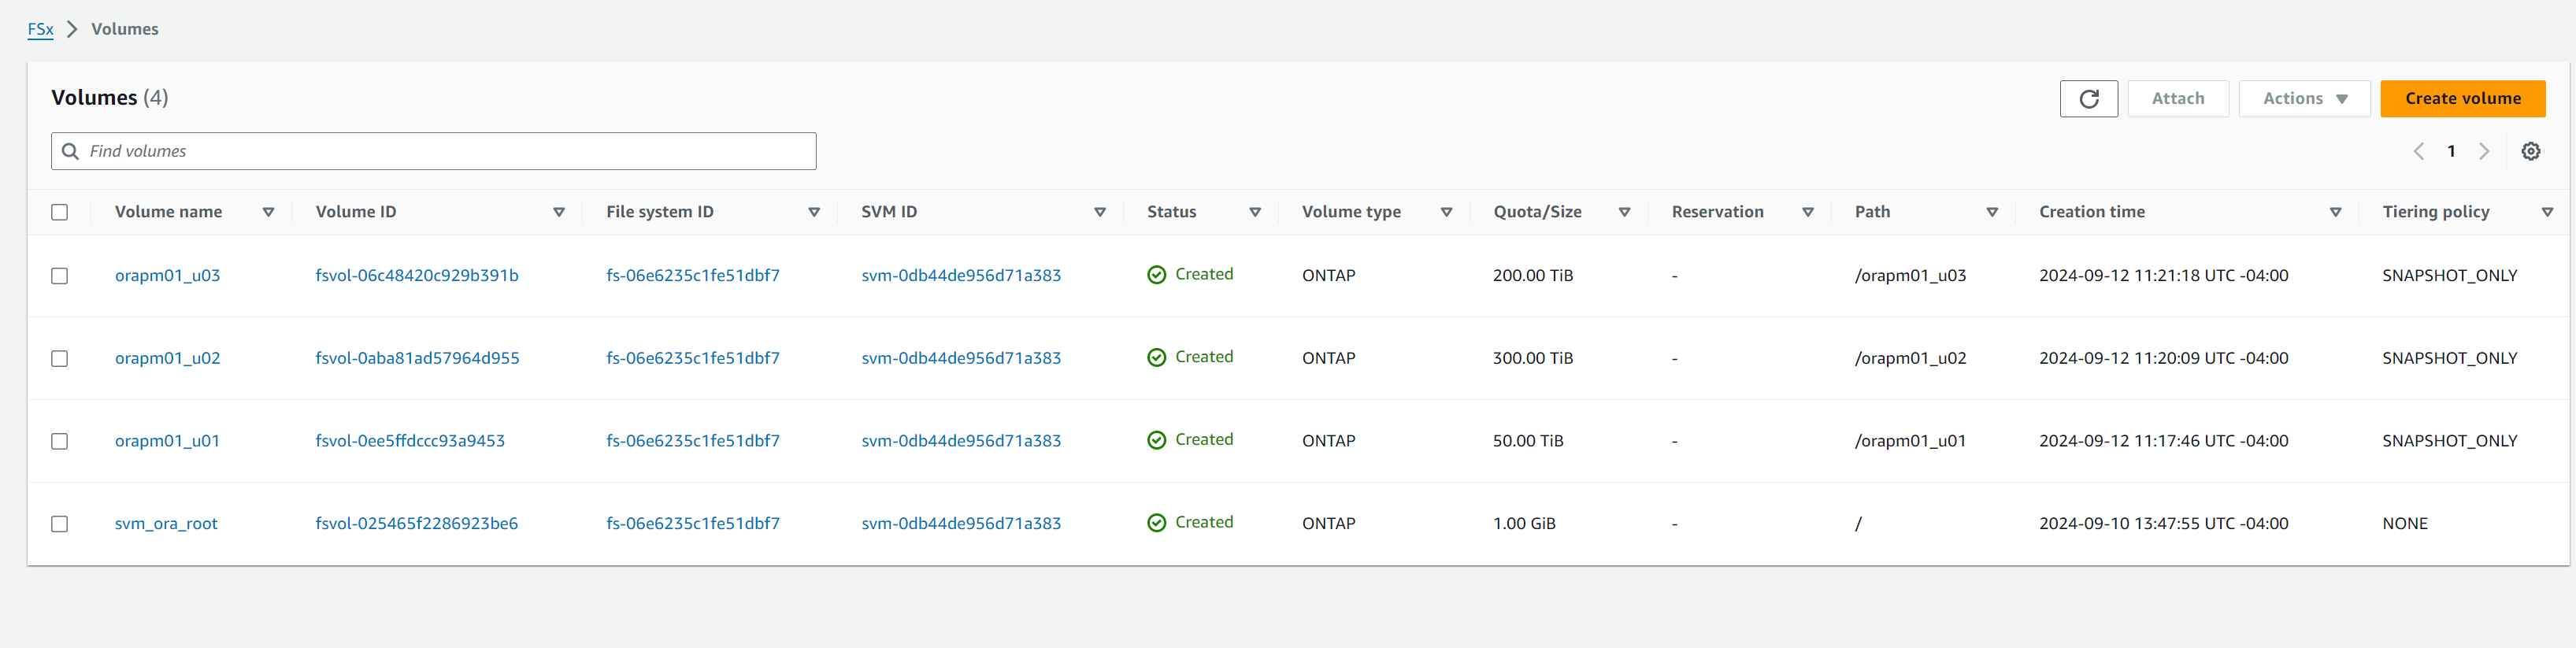 FSx > Volumes
Volumes (4) Attach Actions Create volume
Find volumes 1
Volume name Volume ID File system ID SVM ID Status Volume type Quota/Size Reservation Path Creation time Tiering policy
orapm01_u03 fsvol-06c48420c929b391b fs-06e6235c1fe51dbf7 svm-0db44de956d71a383 Created ONTAP 200.00 TiB - /orapm01_u03 2024-09-12 11:21:18 UTC -04:00 SNAPSHOT_ONLY
orapm01_u02 fsvol-0aba81ad57964d955 fs-06e6235c1fe51dbf7 svm-0db44de956d71a383 Created ONTAP 300.00 TiB - /orapm01_u02 2024-09-12 11:20:09 UTC -04:00 SNAPSHOT_ONLY
orapm01_u01 fsvol-0ee5ffdccc93a9453 fs-06e6235c1fe51dbf7 svm-0db44de956d71a383 Created ONTAP 50.00 TiB - /orapm01_u01 2024-09-12 11:17:46 UTC -04:00 SNAPSHOT_ONLY
svm_ora_root fsvol-025465f2286923be6 fs-06e6235c1fe51dbf7 svm-0db44de956d71a383 Created ONTAP 1.00 GiB - / 2024-09-10 13:47:55 UTC -04:00 NONE